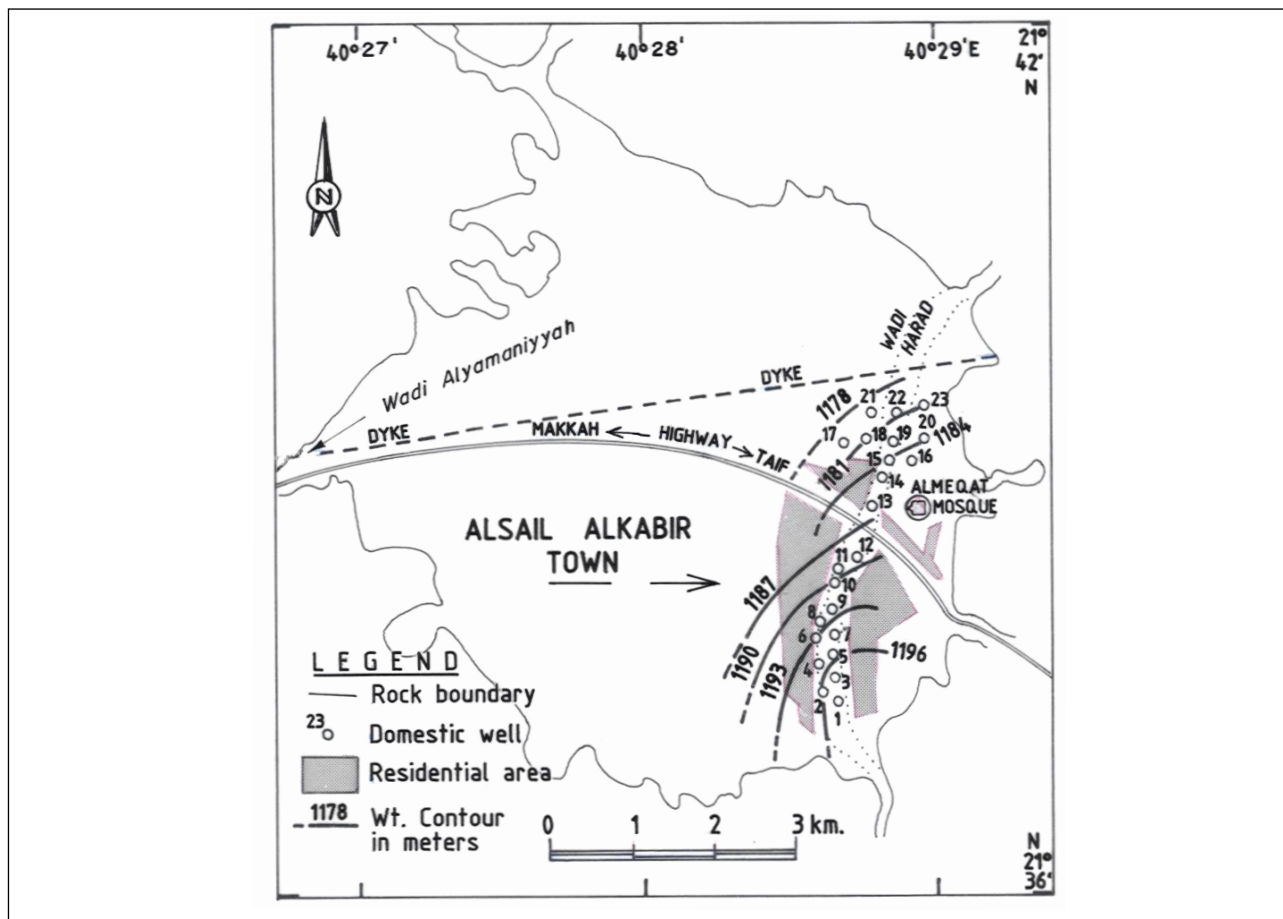 40°27' 40°28' 40°29'E 21°
42'
N
N
WADI
HARAD
Wadi Alyamaniyyah
DYKE
DYKE
MAKKAH HIGHWAY TAIF
1178
21 22 23
17 18 19 20 1184
1181 15 16
14
ALMEQAT
MOSQUE
13
ALSAIL ALKABIR
TOWN
11 12
1187 10
8 9
1190 6 7
1193 4 5 1196
3
2 1
LEGEND
Rock boundary
23 Domestic well
Residential area
1178 Wt. Contour
in meters
0 1 2 3 km.
N
21°
36'